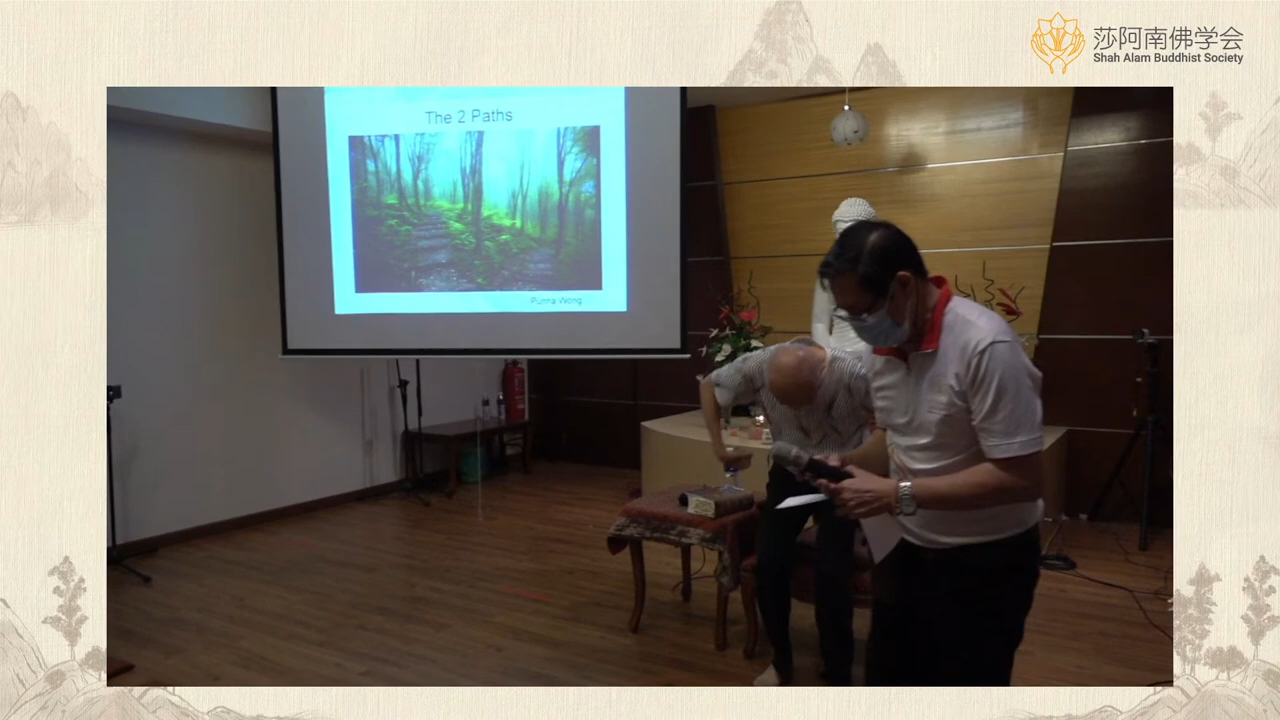 莎阿南佛学会
Shah Alam Buddhist Society
The 2 Paths
Punna Wong